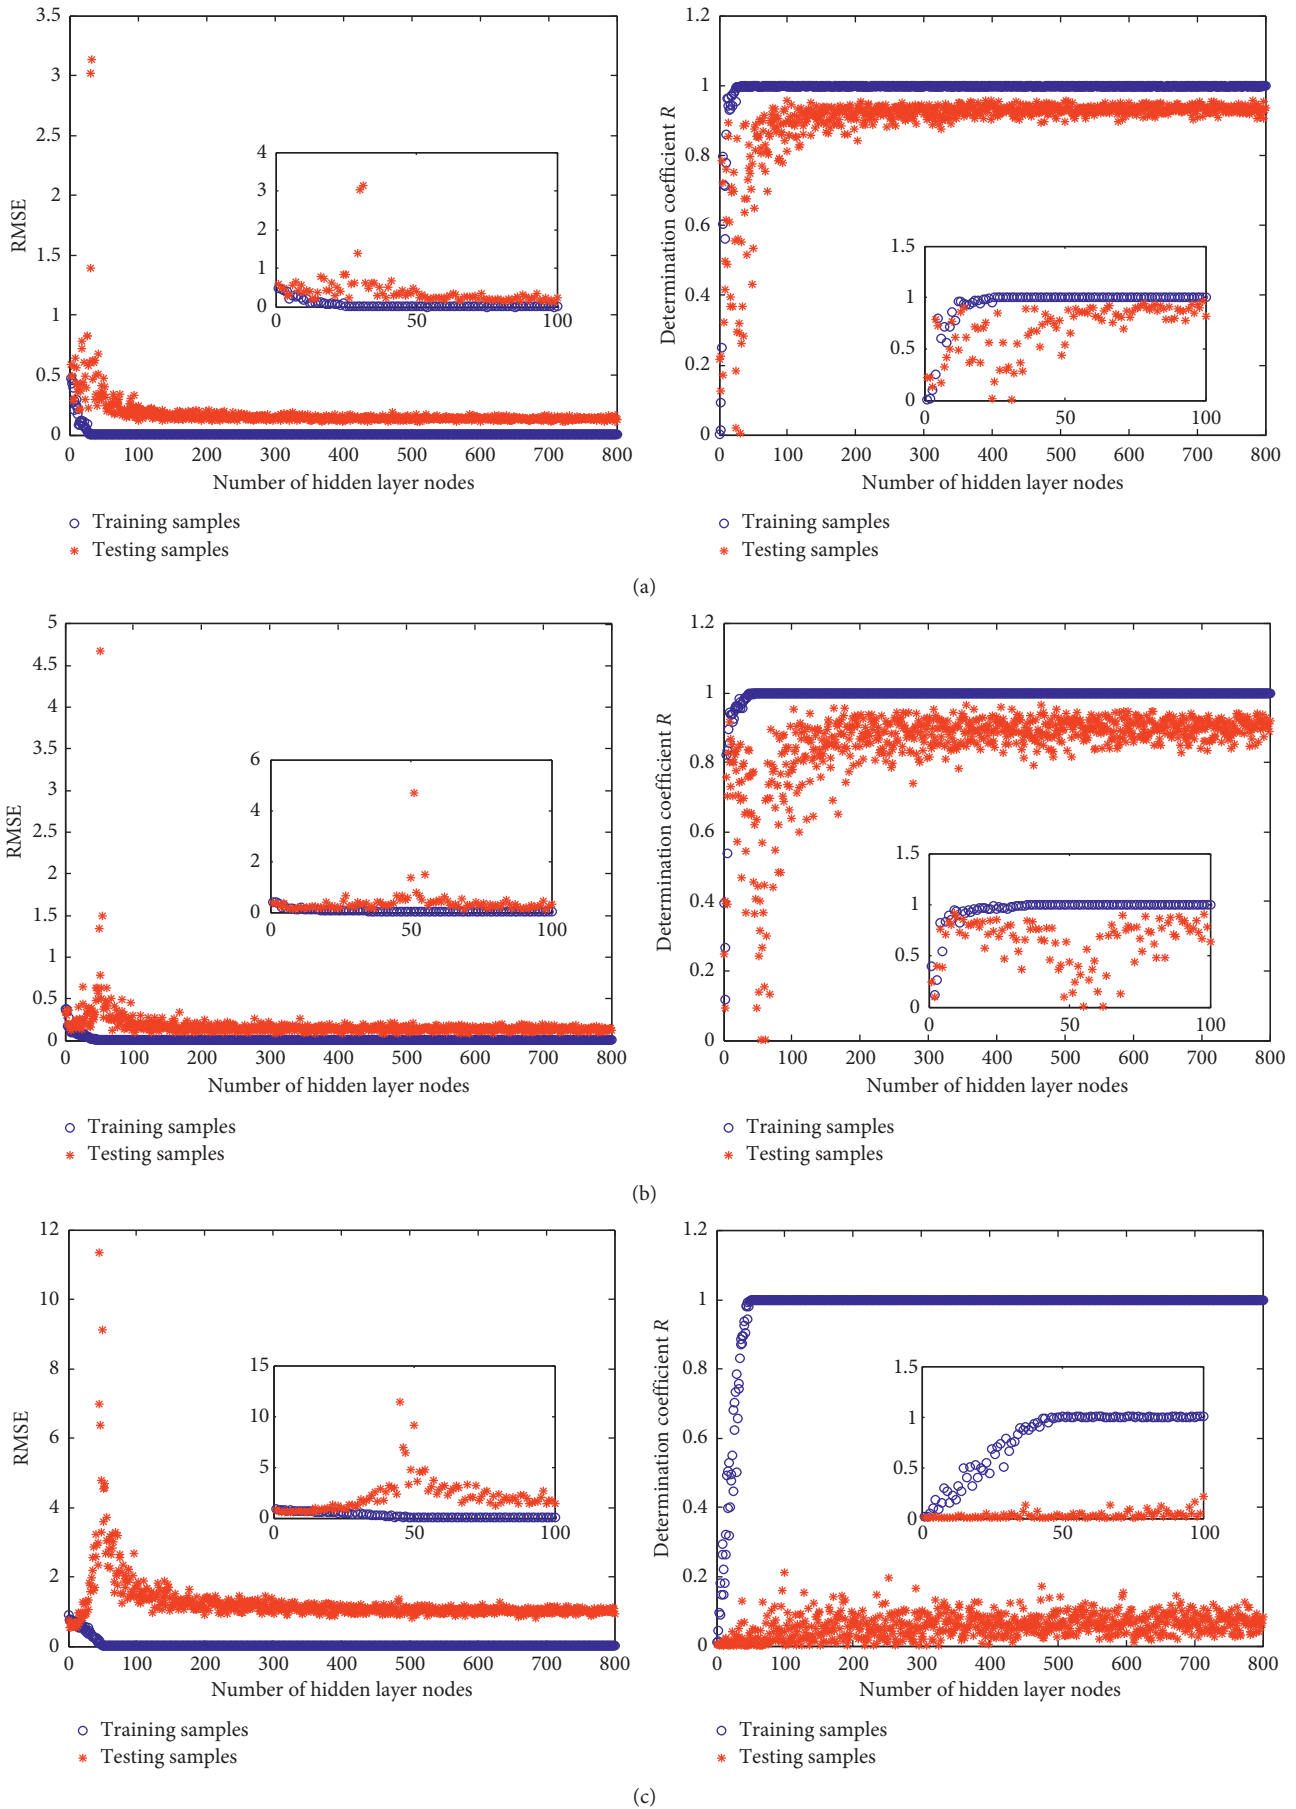 3.5
3
2.5
2
1.5
1
0.5
0
RMSE
0 100 200 300 400 500 600 700 800
Number of hidden layer nodes
4
3
2
1
0
0 50 100
Training samples
Testing samples
1.2
1
0.8
0.6
0.4
0.2
0
Determination coefficient R
0 100 200 300 400 500 600 700 800
Number of hidden layer nodes
1.5
1
0.5
0
0 50 100
Training samples
Testing samples
(a)
5
4.5
4
3.5
3
2.5
2
1.5
1
0.5
0
RMSE
0 100 200 300 400 500 600 700 800
Number of hidden layer nodes
6
4
2
0
0 50 100
Training samples
Testing samples
1.2
1
0.8
0.6
0.4
0.2
0
Determination coefficient R
0 100 200 300 400 500 600 700 800
Number of hidden layer nodes
1.5
1
0.5
0
0 50 100
Training samples
Testing samples
(b)
12
10
8
6
4
2
0
RMSE
0 100 200 300 400 500 600 700 800
Number of hidden layer nodes
15
10
5
0
0 50 100
Training samples
Testing samples
1.2
1
0.8
0.6
0.4
0.2
0
Determination coefficient R
0 100 200 300 400 500 600 700 800
Number of hidden layer nodes
1.5
1
0.5
0
0 50 100
Training samples
Testing samples
(c)